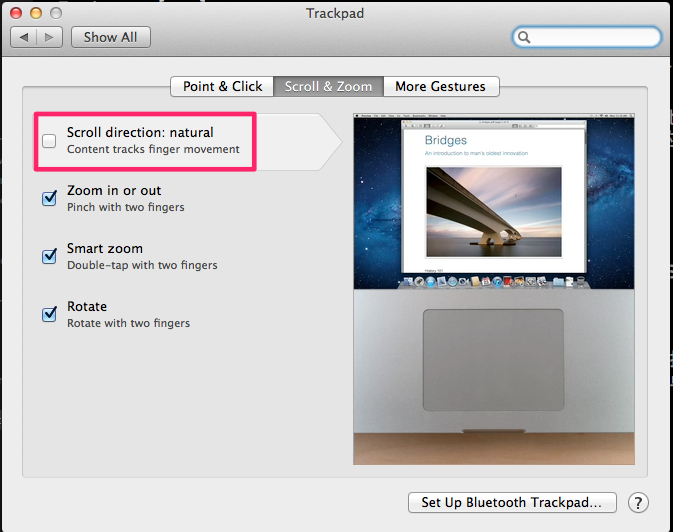 Trackpad
Show All
Point & Click
Scroll & Zoom
More Gestures
Scroll direction: natural
Content tracks finger movement
Zoom in or out
Pinch with two fingers
Smart zoom
Double-tap with two fingers
Rotate
Rotate with two fingers
Bridges
An introduction to man's oldest innovation
Set Up Bluetooth Trackpad...
?